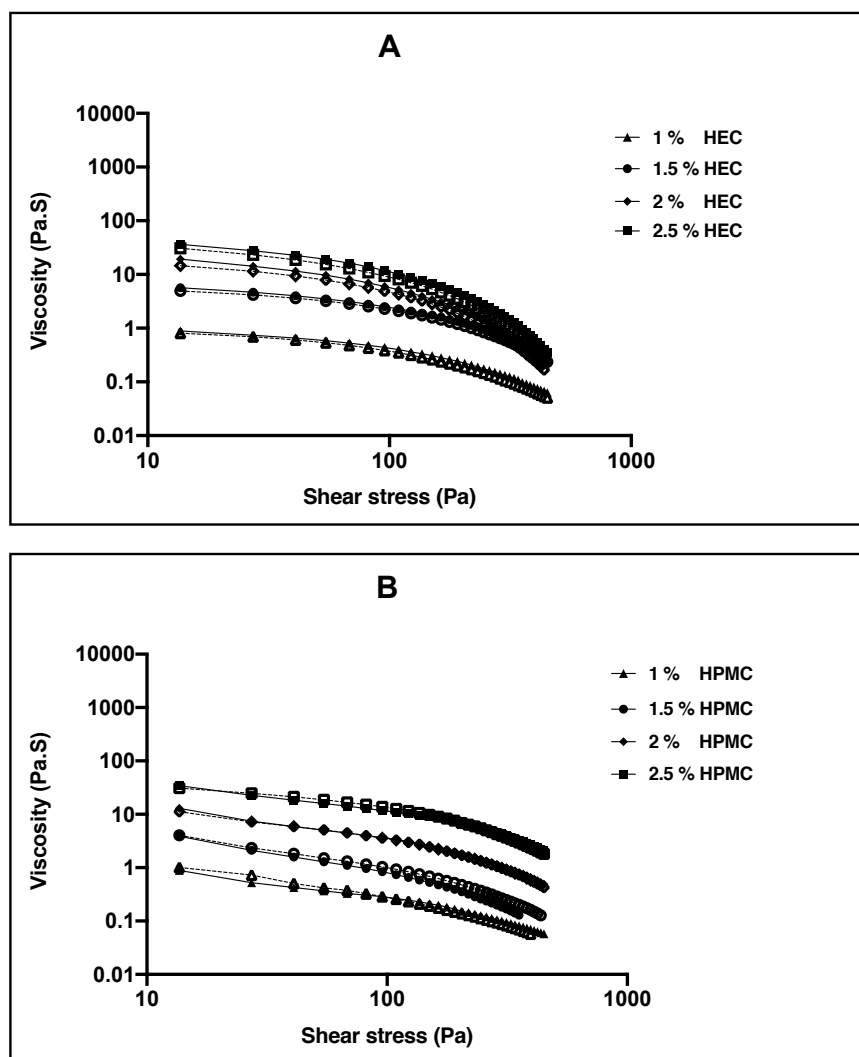 A
10000
1000
100
10
1
0.1
0.01
Viscosity (Pa.S)
10 100 1000
Shear stress (Pa)
1 % HEC
1.5 % HEC
2 % HEC
2.5 % HEC
B
10000
1000
100
10
1
0.1
0.01
Viscosity (Pa.S)
10 100 1000
Shear stress (Pa)
1 % HPMC
1.5 % HPMC
2 % HPMC
2.5 % HPMC